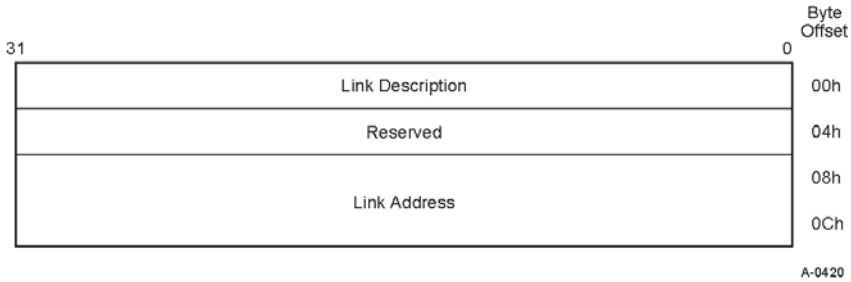 Byte
Offset
31 0
Link Description 00h
Reserved 04h
08h
Link Address
0Ch
A-0420